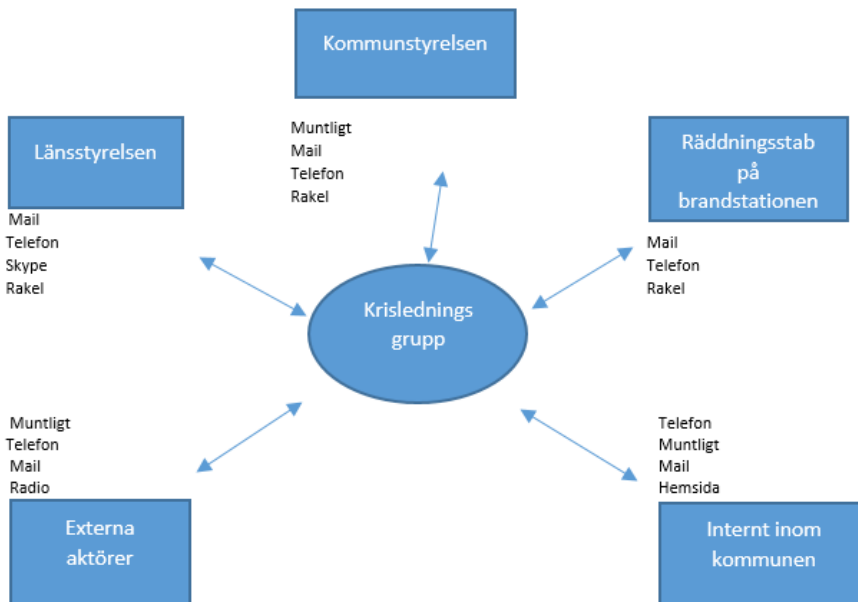 Kommunstyrelsen
Muntligt
Mail
Telefon
Rakel
Länsstyrelsen
Mail
Telefon
Skype
Rakel
Räddningsstab
på
brandstationen
Mail
Telefon
Rakel
Krislednings
grupp
Muntligt
Telefon
Mail
Radio
Externa
aktörer
Telefon
Muntligt
Mail
Hemsida
Internt inom
kommunen